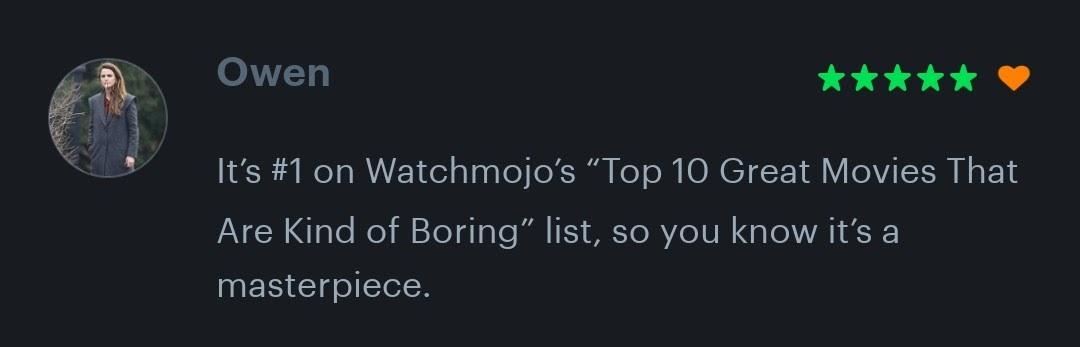 Owen
It’s #1 on Watchmojo’s “Top 10 Great Movies That
Are Kind of Boring” list, so you know it’s a
masterpiece.